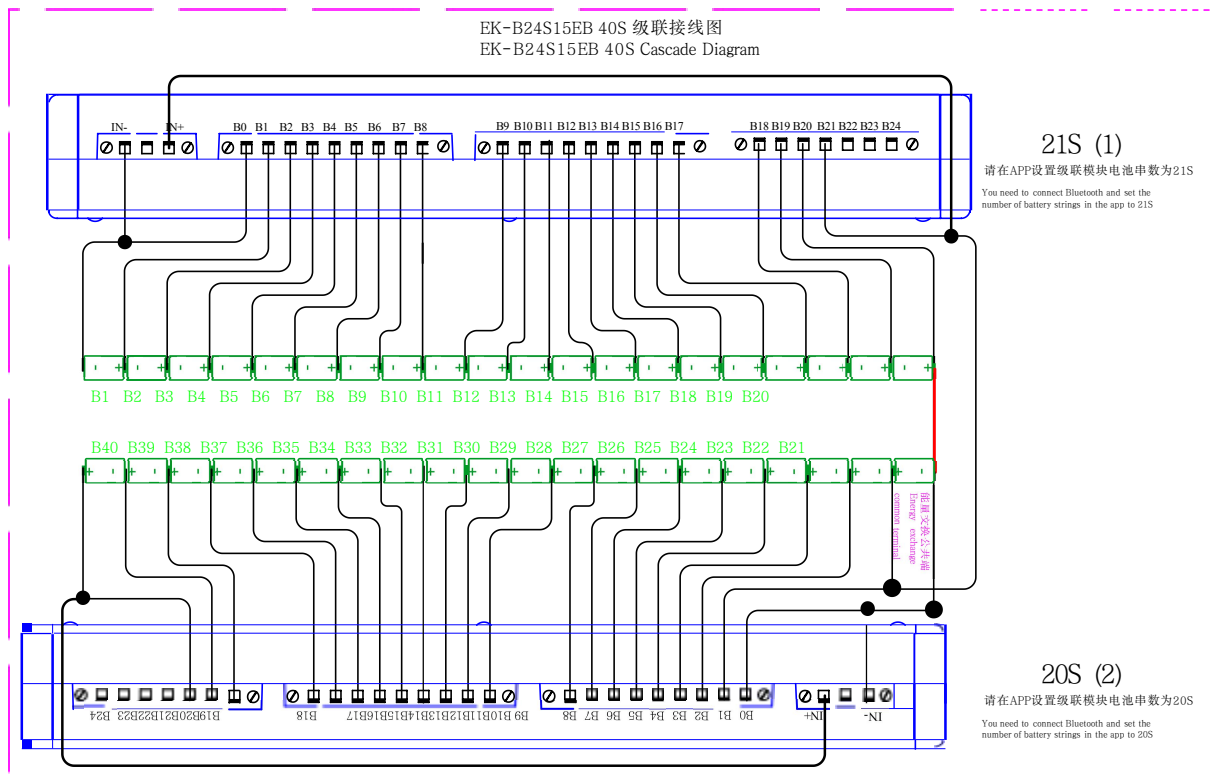 EK-B24S15EB 40S 级联接线图
EK-B24S15EB 40S Cascade Diagram
IN- IN+ B0 B1 B2 B3 B4 B5 B6 B7 B8 B9 B10 B11 B12 B13 B14 B15 B16 B17 B18 B19 B20 B21 B22 B23 B24
21S (1)
请在APP设置级联模块电池串数为21S
You need to connect Bluetooth and set the
number of battery strings in the app to 21S
B1 B2 B3 B4 B5 B6 B7 B8 B9 B10 B11 B12 B13 B14 B15 B16 B17 B18 B19 B20
B40 B39 B38 B37 B36 B35 B34 B33 B32 B31 B30 B29 B28 B27 B26 B25 B24 B23 B22 B21
能量交换公共端
Energy exchange
common terminal
20S (2)
请在APP设置级联模块电池串数为20S
You need to connect Bluetooth and set the
number of battery strings in the app to 20S
B24 B23 B22 B21 B20 B19 B18 B17 B16 B15 B14 B13 B12 B11 B10 B9 B8 B7 B6 B5 B4 B3 B2 B1 B0 IN+ IN-